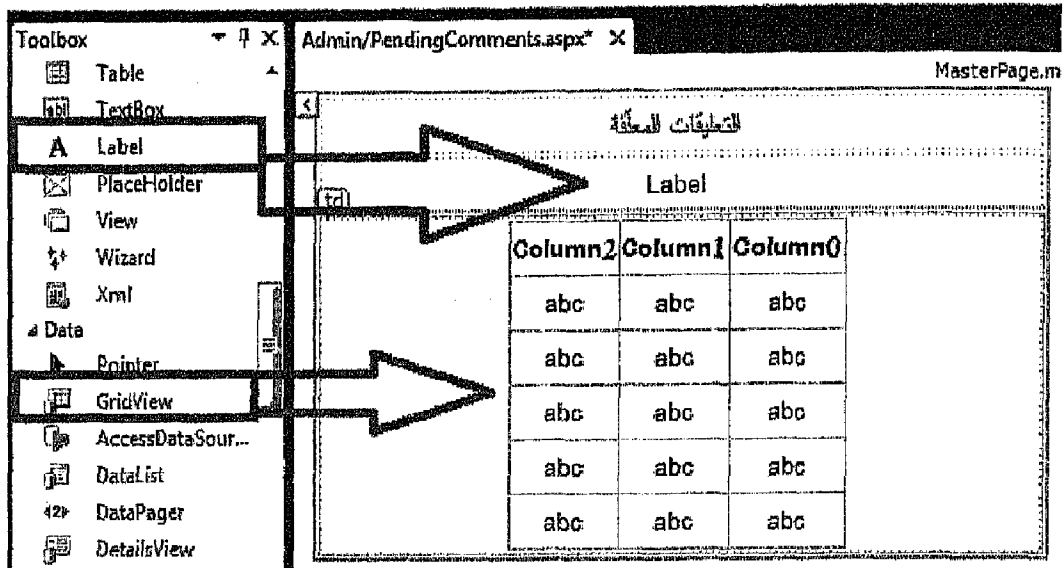 Toolbox
Table
TextBox
Label
PlaceHolder
View
Wizard
Xml
Data
Pointer
GridView
AccessDataSour...
DataList
DataPager
DetailsView
Admin/PendingComments.aspx*
MasterPage.m
التعليقات المعلّقة
td
Label
Column2 Column1 Column0
abc abc abc
abc abc abc
abc abc abc
abc abc abc
abc abc abc